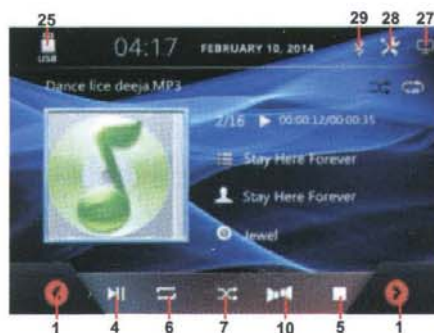 25 29 28 27
USB 04:17 FEBRUARY 10, 2014
Dance lice deeja.MP3
2/16 00:00:12/00:00:35
Stay Here Forever
Stay Here Forever
Jewel
1 4 6 7 10 5 1